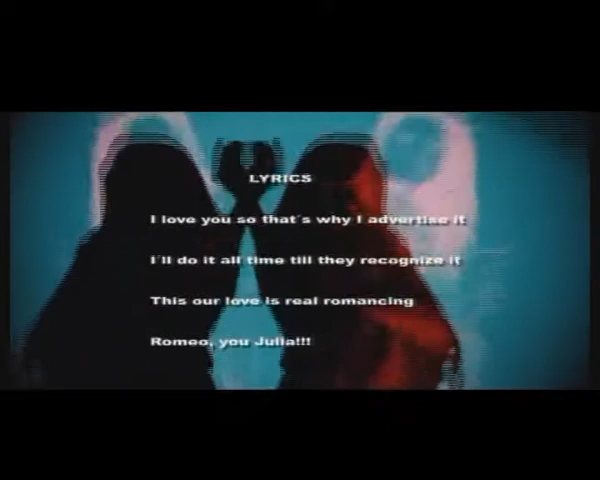 LYRICS
I love you so that's why I advertise it
I'll do it all time till they recognize it
This our love is real romancing
Romeo, you Julia!!!